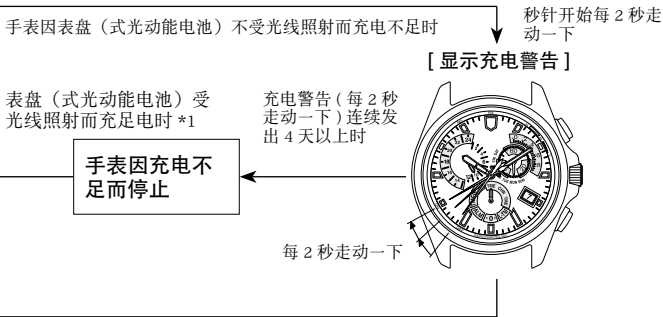 手表因表盘（式光动能电池）不受光线照射而充电不足时
秒针开始每 2 秒走
动一下
[ 显示充电警告 ]
表盘（式光动能电池）受
光线照射而充足电时 *1
充电警告 ( 每 2 秒
走动一下 ) 连续发
出 4 天以上时
手表因充电不
足而停止
每 2 秒走动一下